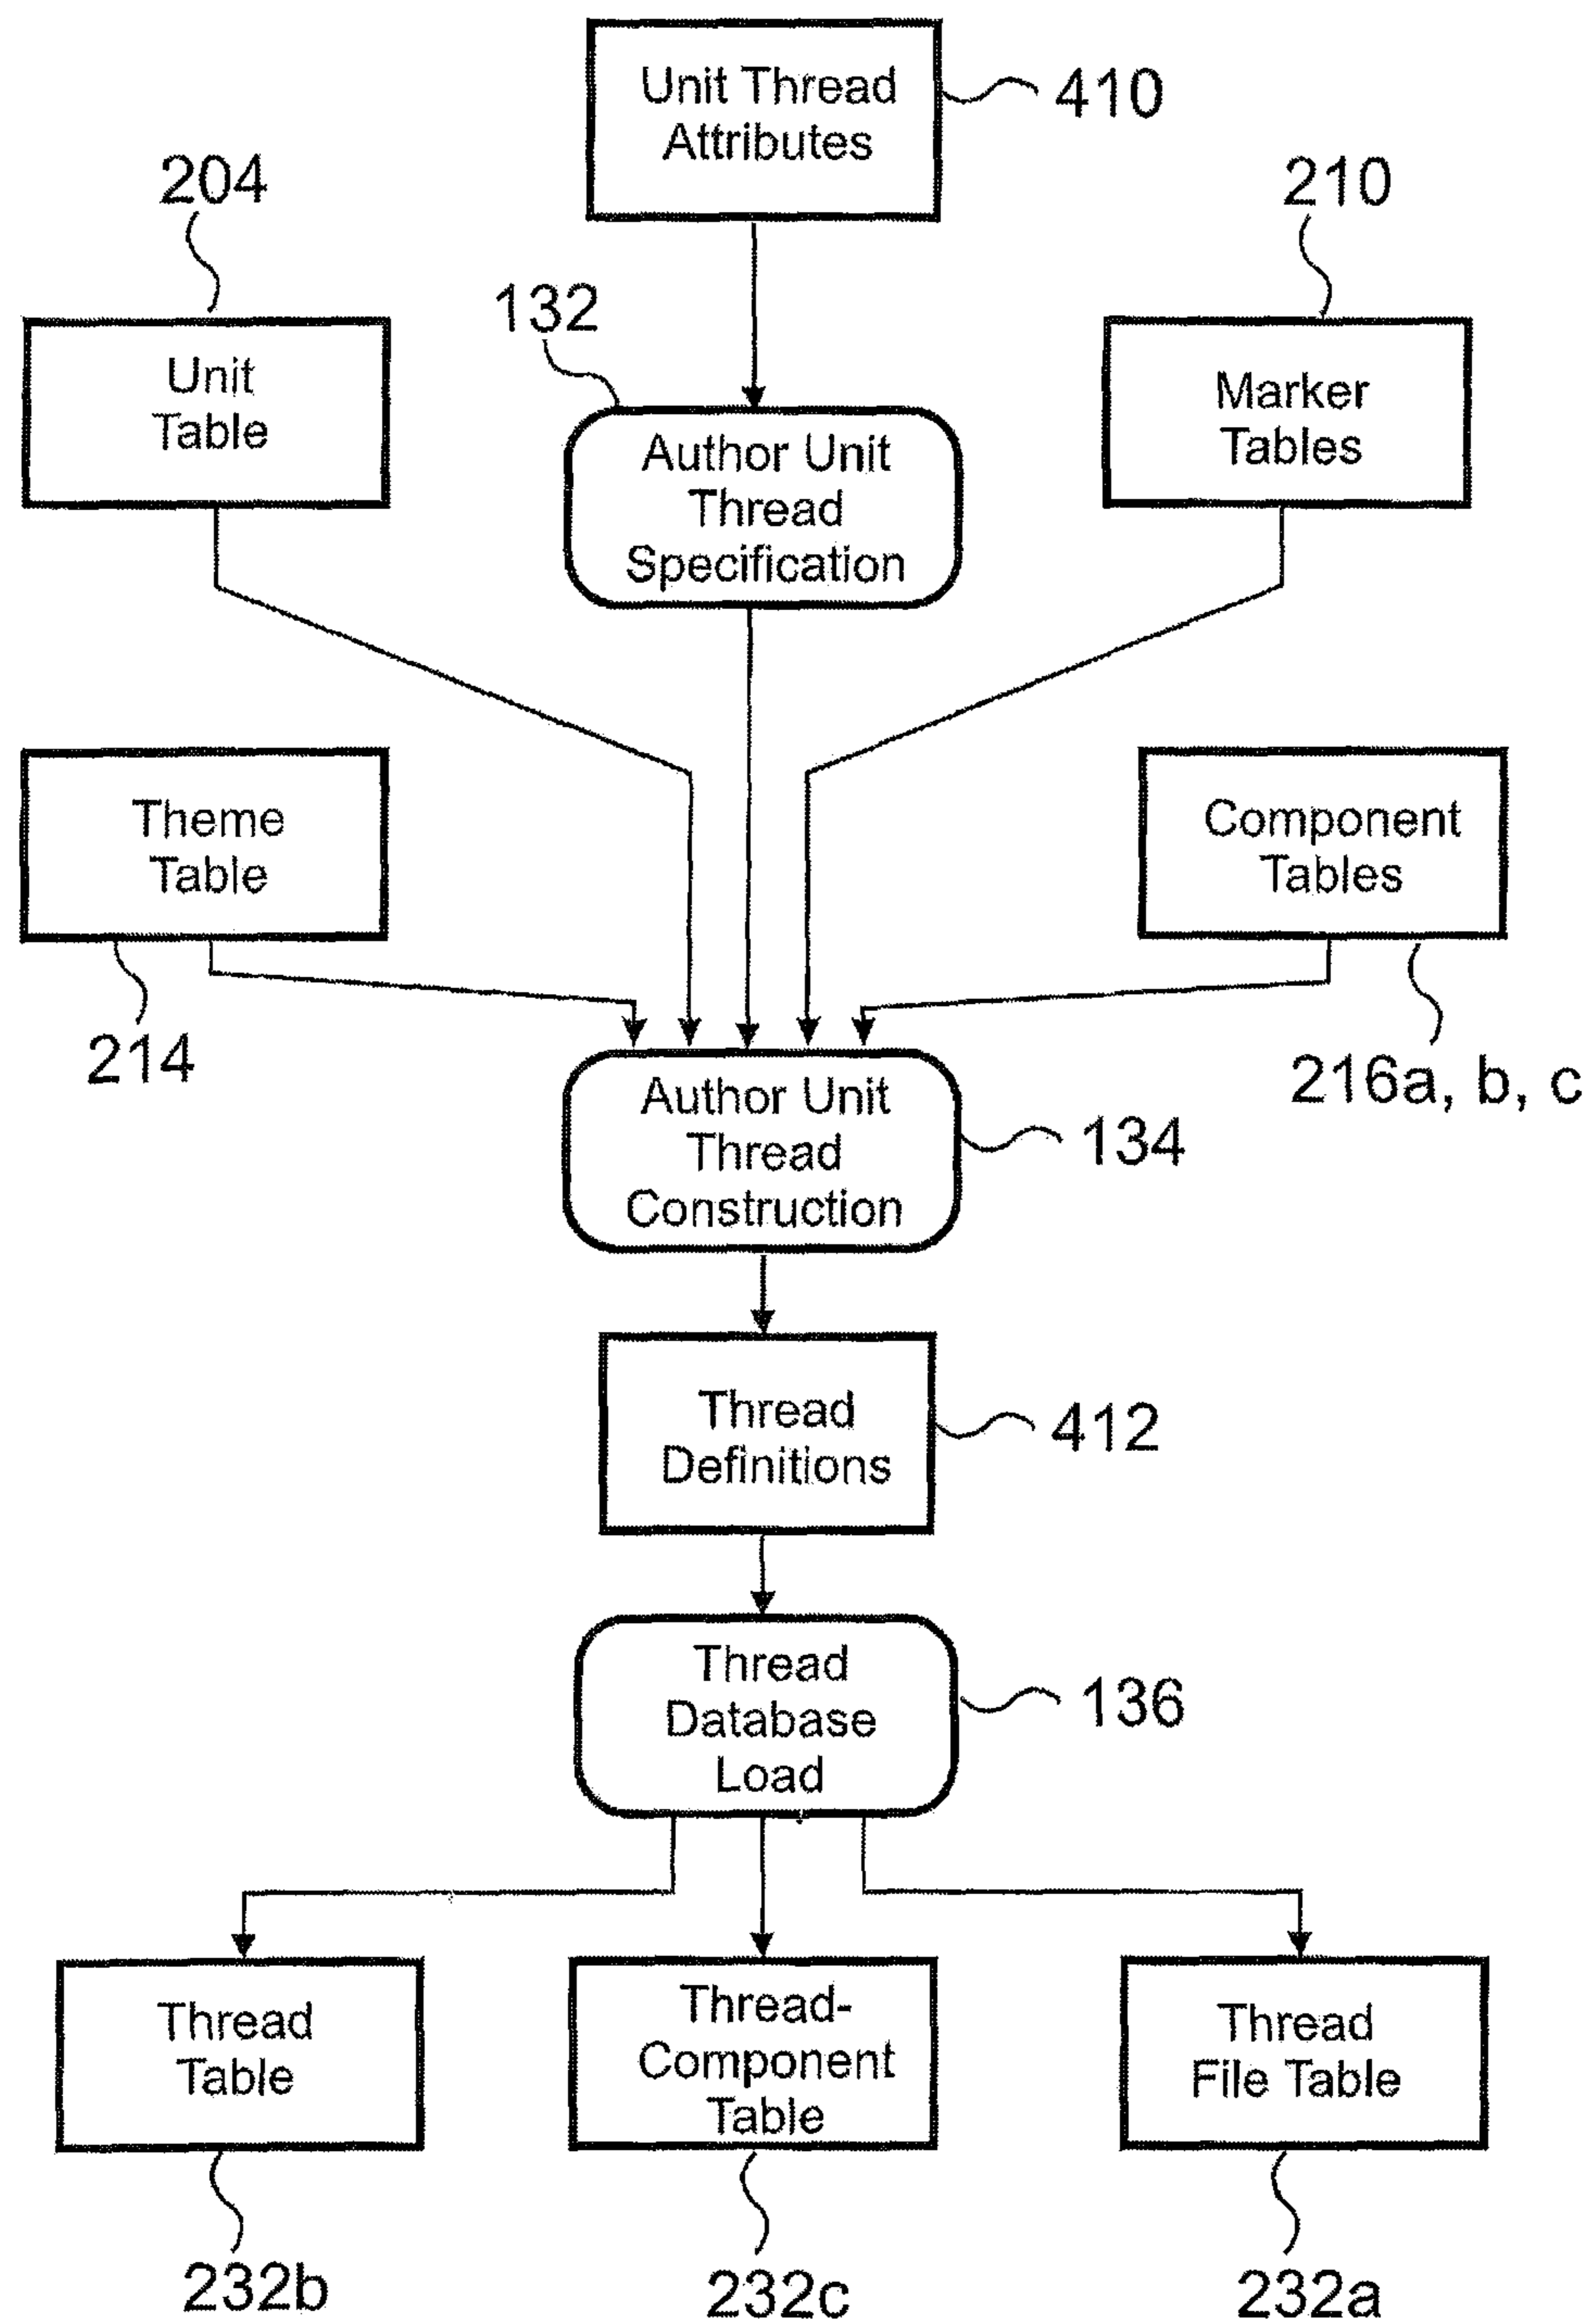 Unit Thread
Attributes
410
204
210
132
Unit
Table
Marker
Tables
Author Unit
Thread
Specification
Theme
Table
Component
Tables
214
216a, b, c
Author Unit
Thread
Construction
134
Thread
Definitions
412
Thread
Database
Load
136
Thread
Table
Thread-
Component
Table
Thread
File Table
232b
232c
232a